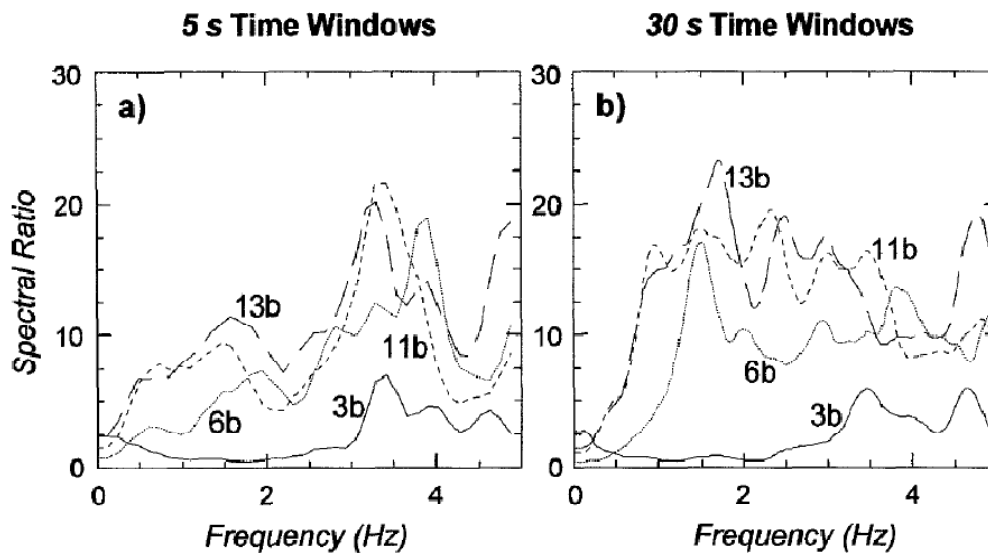 5 s Time Windows
30 s Time Windows
30
20
10
0
Spectral Ratio
a)
13b
11b
6b
3b
0
2
4
Frequency (Hz)
30
20
10
0
b)
13b
11b
6b
3b
0
2
4
Frequency (Hz)